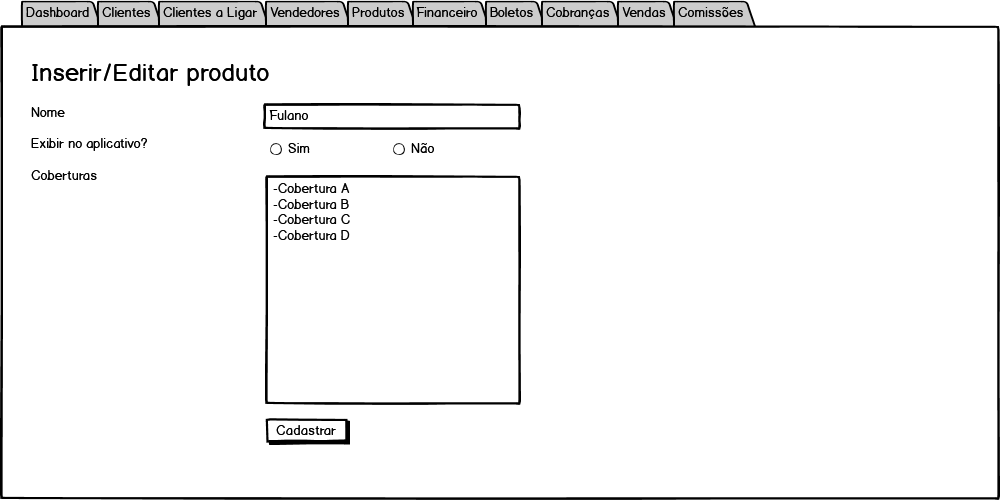 Dashboard Clientes Clientes a Ligar Vendedores Produtos Financeiro Boletos Cobranças Vendas Comissões
Inserir/Editar produto
Nome Fulano
Exibir no aplicativo? Sim Não
Coberturas
-Cobertura A
-Cobertura B
-Cobertura C
-Cobertura D
Cadastrar